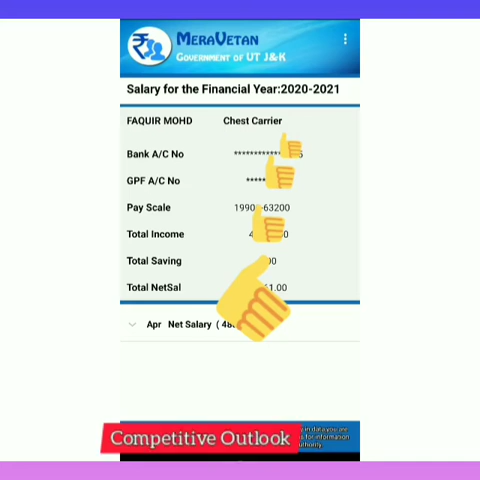 MERAVETAN
GOVERNMENT OF UT J&K
Salary for the Financial Year:2020-2021
FAQUIR MOHD Chest Carrier
Bank A/C No
GPF A/C No
Pay Scale 63200
Total Income
Total Saving
Total NetSal
Apr Net Salary
Competitive Outlook